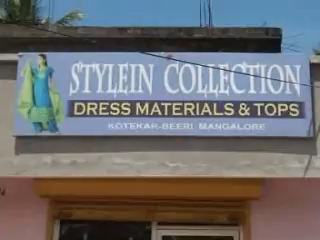 STYLEIN COLLECTION
DRESS MATERIALS & TOPS
KOTEKAR-BEERI MANGALORE